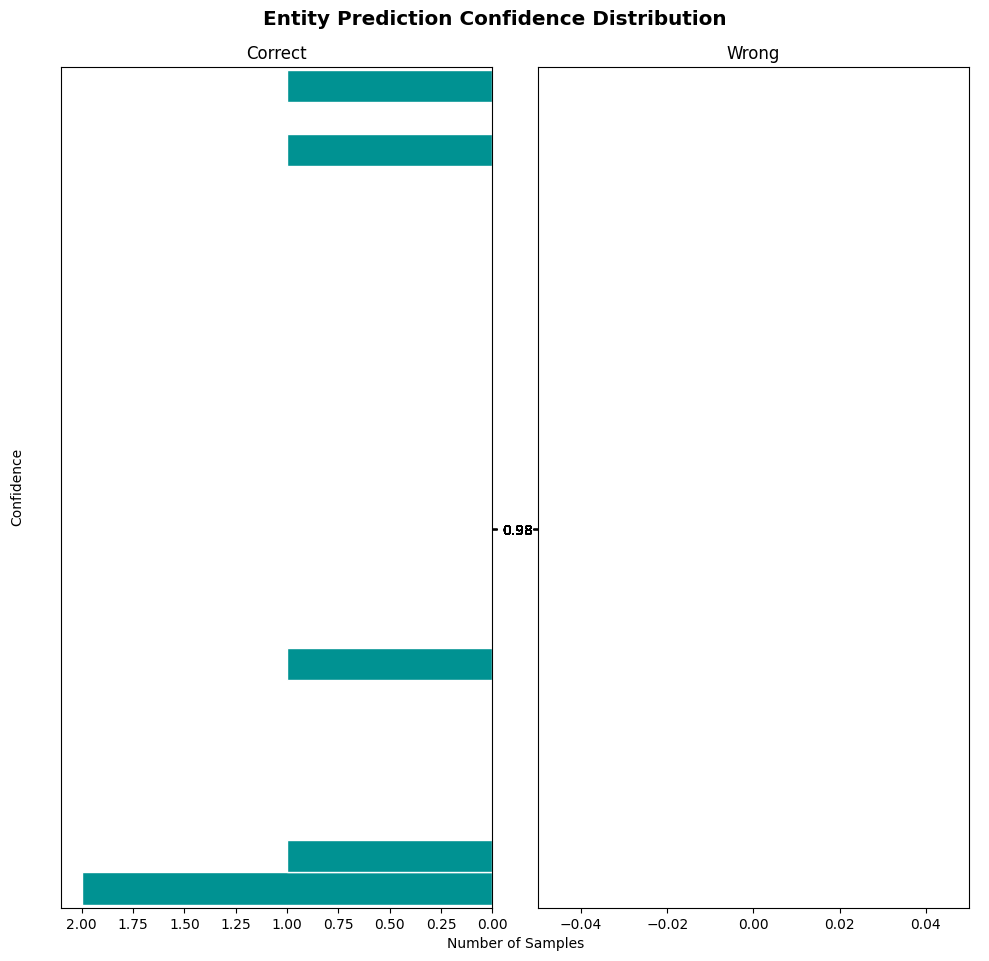 Entity Prediction Confidence Distribution
Correct
Wrong
Confidence
2.00 1.75 1.50 1.25 1.00 0.75 0.50 0.25 0.00
−0.04 −0.02 0.00 0.02 0.04
Number of Samples